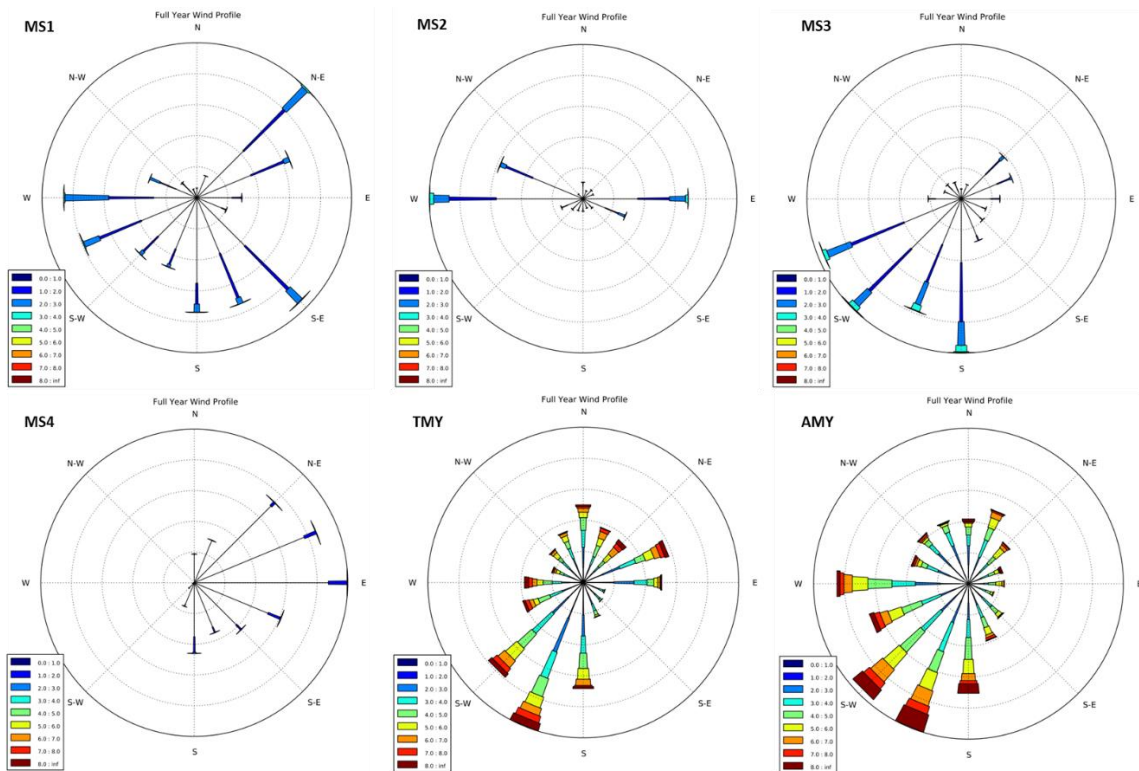 MS1
Full Year Wind Profile
N
N-W
N-E
W
E
S-W
S-E
S
0.0 : 1.0
1.0 : 2.0
2.0 : 3.0
3.0 : 4.0
4.0 : 5.0
5.0 : 6.0
6.0 : 7.0
7.0 : 8.0
8.0 : inf
MS2
Full Year Wind Profile
N
N-W
N-E
W
E
S-W
S-E
S
0.0 : 1.0
1.0 : 2.0
2.0 : 3.0
3.0 : 4.0
4.0 : 5.0
5.0 : 6.0
6.0 : 7.0
7.0 : 8.0
8.0 : inf
MS3
Full Year Wind Profile
N
N-W
N-E
W
E
S-W
S-E
S
0.0 : 1.0
1.0 : 2.0
2.0 : 3.0
3.0 : 4.0
4.0 : 5.0
5.0 : 6.0
6.0 : 7.0
7.0 : 8.0
8.0 : inf
MS4
Full Year Wind Profile
N
N-W
N-E
W
E
S-W
S-E
S
0.0 : 1.0
1.0 : 2.0
2.0 : 3.0
3.0 : 4.0
4.0 : 5.0
5.0 : 6.0
6.0 : 7.0
7.0 : 8.0
8.0 : inf
TMY
Full Year Wind Profile
N
N-W
N-E
W
E
S-W
S-E
S
0.0 : 1.0
1.0 : 2.0
2.0 : 3.0
3.0 : 4.0
4.0 : 5.0
5.0 : 6.0
6.0 : 7.0
7.0 : 8.0
8.0 : inf
AMY
Full Year Wind Profile
N
N-W
N-E
W
E
S-W
S-E
S
0.0 : 1.0
1.0 : 2.0
2.0 : 3.0
3.0 : 4.0
4.0 : 5.0
5.0 : 6.0
6.0 : 7.0
7.0 : 8.0
8.0 : inf